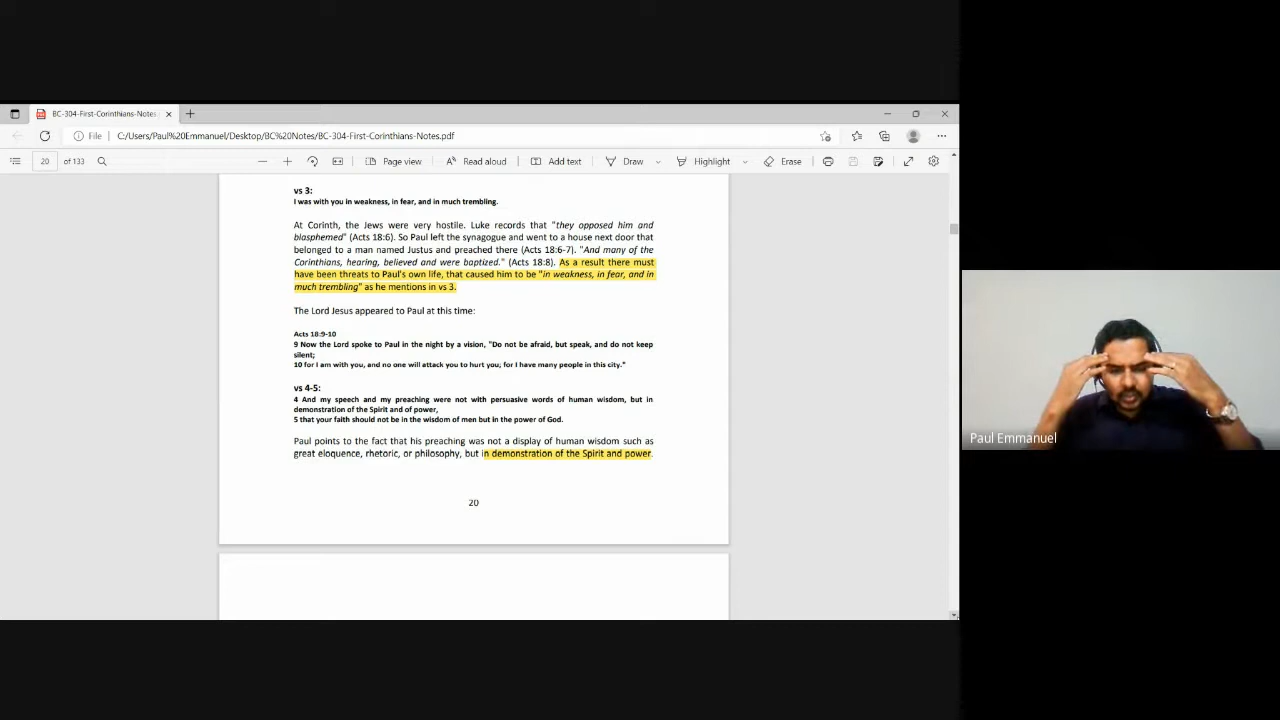 BC-304-First-Corinthians-Notes
File
C:/Users/Paul%20Emmanuel/Desktop/BC%20Notes/BC-304-First-Corinthians-Notes.pdf
20 of 133
Page view
Read aloud
Add text
Draw
Highlight
Erase
vs 3:
I was with you in weakness, in fear, and in much trembling.
At Corinth, the Jews were very hostile. Luke records that "they opposed him and
blasphemed" (Acts 18:6). So Paul left the synagogue and went to a house next door that
belonged to a man named Justus and preached there (Acts 18:6-7). "And many of the
Corinthians, hearing, believed and were baptized." (Acts 18:8). As a result there must
have been threats to Paul's own life, that caused him to be "in weakness, in fear, and in
much trembling" as he mentions in vs 3.
The Lord Jesus appeared to Paul at this time:
Acts 18:9-10
9 Now the Lord spoke to Paul in the night by a vision, "Do not be afraid, but speak, and do not keep
silent;
10 for I am with you, and no one will attack you to hurt you; for I have many people in this city."
vs 4-5:
4 And my speech and my preaching were not with persuasive words of human wisdom, but in
demonstration of the Spirit and of power,
5 that your faith should not be in the wisdom of men but in the power of God.
Paul points to the fact that his preaching was not a display of human wisdom such as
great eloquence, rhetoric, or philosophy, but in demonstration of the Spirit and power.
20
Paul Emmanuel